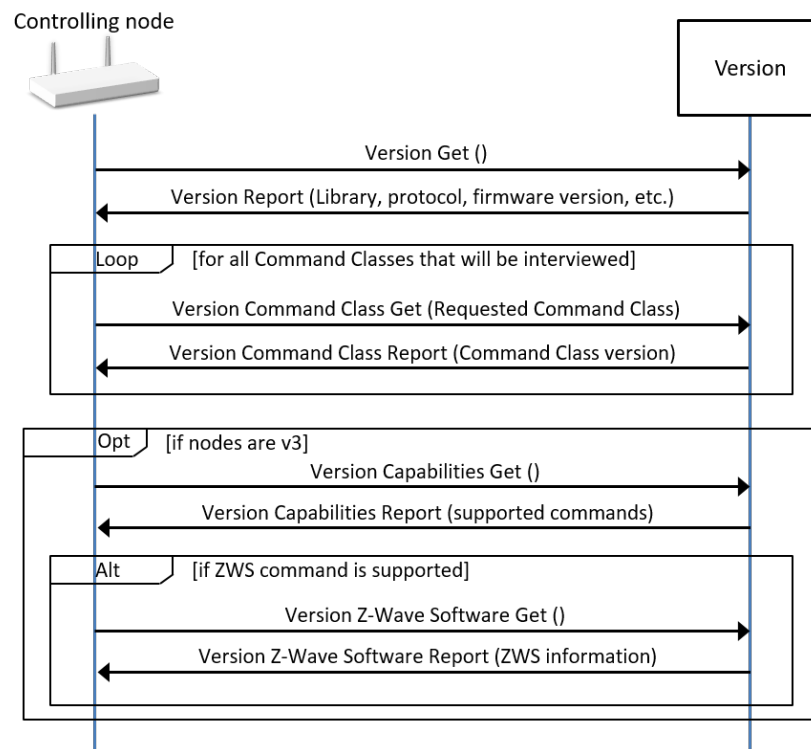 Controlling node
Version
Version Get ()
Version Report (Library, protocol, firmware version, etc.)
Loop [for all Command Classes that will be interviewed]
Version Command Class Get (Requested Command Class)
Version Command Class Report (Command Class version)
Opt [if nodes are v3]
Version Capabilities Get ()
Version Capabilities Report (supported commands)
Alt [if ZWS command is supported]
Version Z-Wave Software Get ()
Version Z-Wave Software Report (ZWS information)